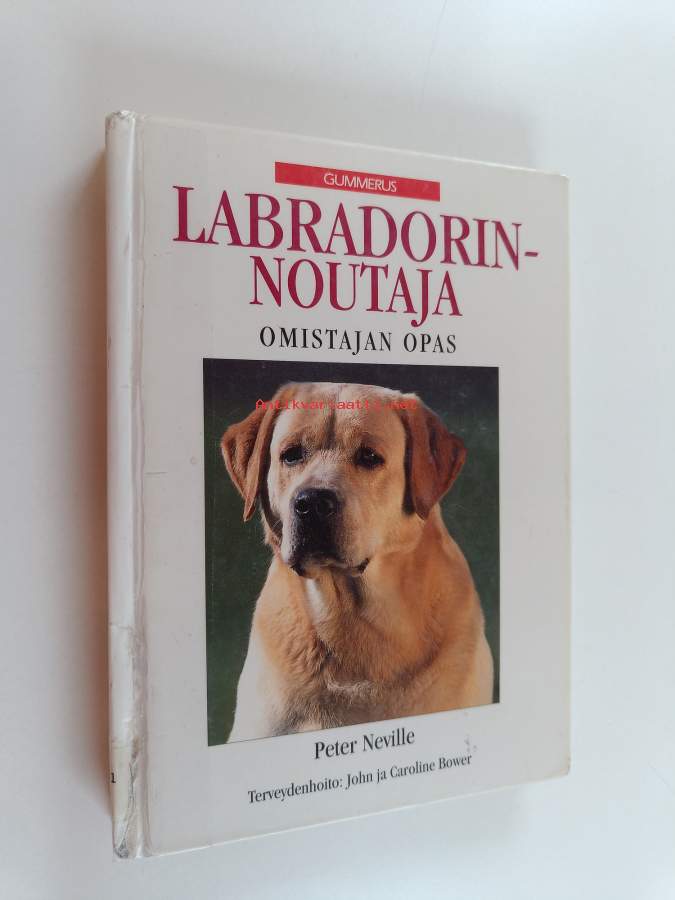 GUMMERUS
LABRADORIN-
NOUTAJA
OMISTAJAN OPAS
Antikvariaatti.net
Peter Neville
Terveydenhoito: John ja Caroline Bower
L